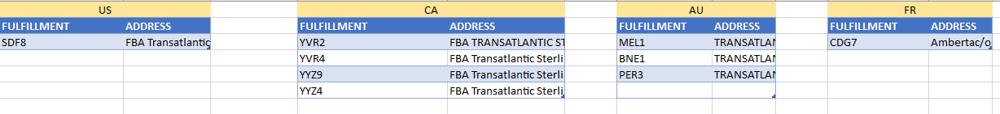 US CA AU FR
FULFILLMENT ADDRESS FULFILLMENT ADDRESS FULFILLMENT ADDRESS FULFILLMENT ADDRESS
SDF8 FBA Transatlantic YVR2 FBA TRANSATLANTIC ST MEL1 TRANSATLAN CDG7 Ambertac/o
YVR4 FBA Transatlantic Sterli BNE1 TRANSATLAN
YYZ9 FBA Transatlantic Sterli PER3 TRANSATLAN
YYZ4 FBA Transatlantic Sterli